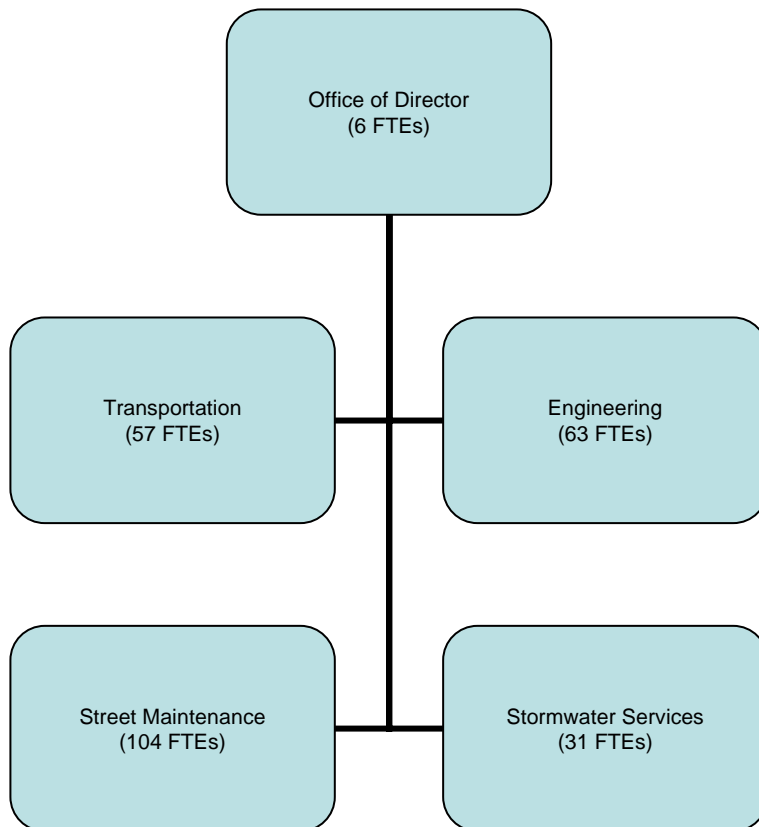 Office of Director
(6 FTEs)
Transportation
(57 FTEs)
Engineering
(63 FTEs)
Street Maintenance
(104 FTEs)
Stormwater Services
(31 FTEs)